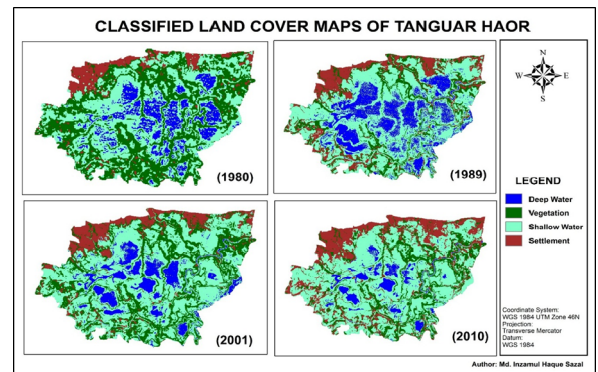 CLASSIFIED LAND COVER MAPS OF TANGUAR HAOR
(1980)
(1989)
(2001)
(2010)
N
W E
S
LEGEND
Deep Water
Vegetation
Shallow Water
Settlement
Coordinate System:
WGS 1984 UTM Zone 46N
Projection:
Transverse Mercator
Datum:
WGS 1984
Author: Md. Inzamul Haque Sazal